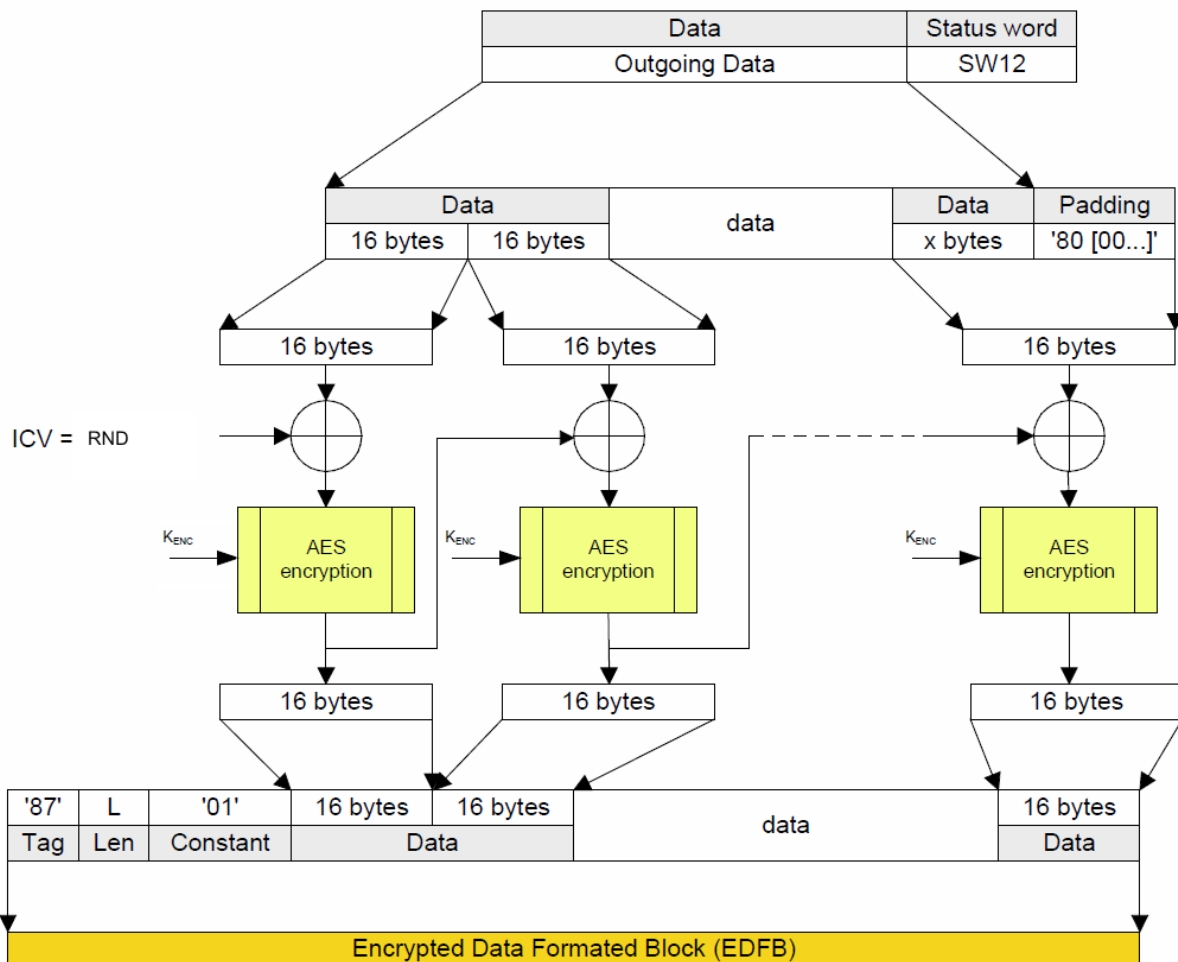 Data Status word
Outgoing Data SW12
Data data Data Padding
16 bytes 16 bytes x bytes '80 [00...]'
16 bytes 16 bytes 16 bytes
ICV = RND
KENC AES encryption KENC AES encryption KENC AES encryption
16 bytes 16 bytes 16 bytes
'87' L '01' 16 bytes 16 bytes data 16 bytes
Tag Len Constant Data Data
Encrypted Data Formated Block (EDFB)